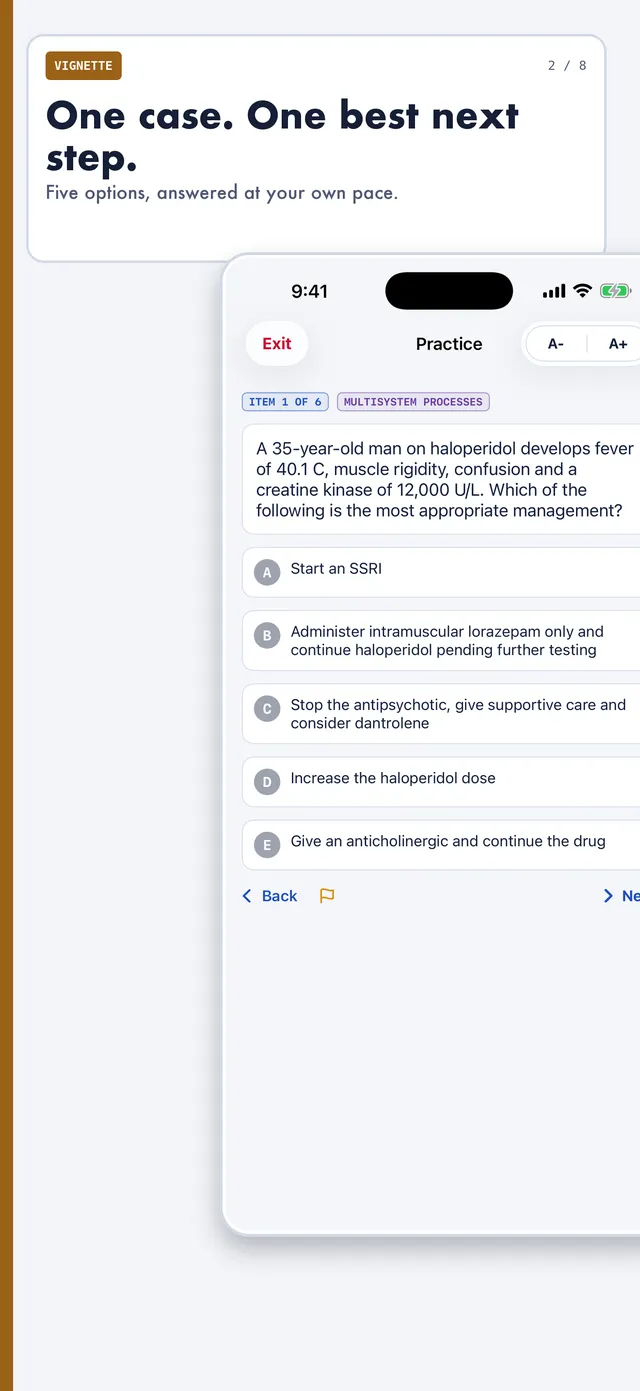 VIGNETTE
2 / 8
One case. One best next
step.
Five options, answered at your own pace.
9:41
Exit
Practice
A-
A+
ITEM 1 OF 6
MULTISYSTEM PROCESSES
A 35-year-old man on haloperidol develops fever
of 40.1 C, muscle rigidity, confusion and a
creatine kinase of 12,000 U/L. Which of the
following is the most appropriate management?
A
Start an SSRI
B
Administer intramuscular lorazepam only and
continue haloperidol pending further testing
C
Stop the antipsychotic, give supportive care and
consider dantrolene
D
Increase the haloperidol dose
E
Give an anticholinergic and continue the drug
Back